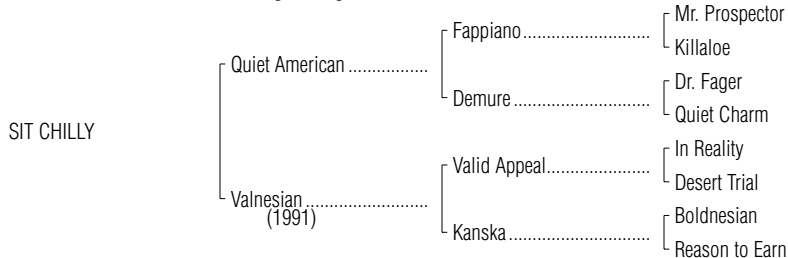 Mr. Prospector
Fappiano
Killaloe
Quiet American
Dr. Fager
Demure
Quiet Charm
SIT CHILLY
In Reality
Valid Appeal
Desert Trial
Valnesian
(1991)
Boldnesian
Kanska
Reason to Earn